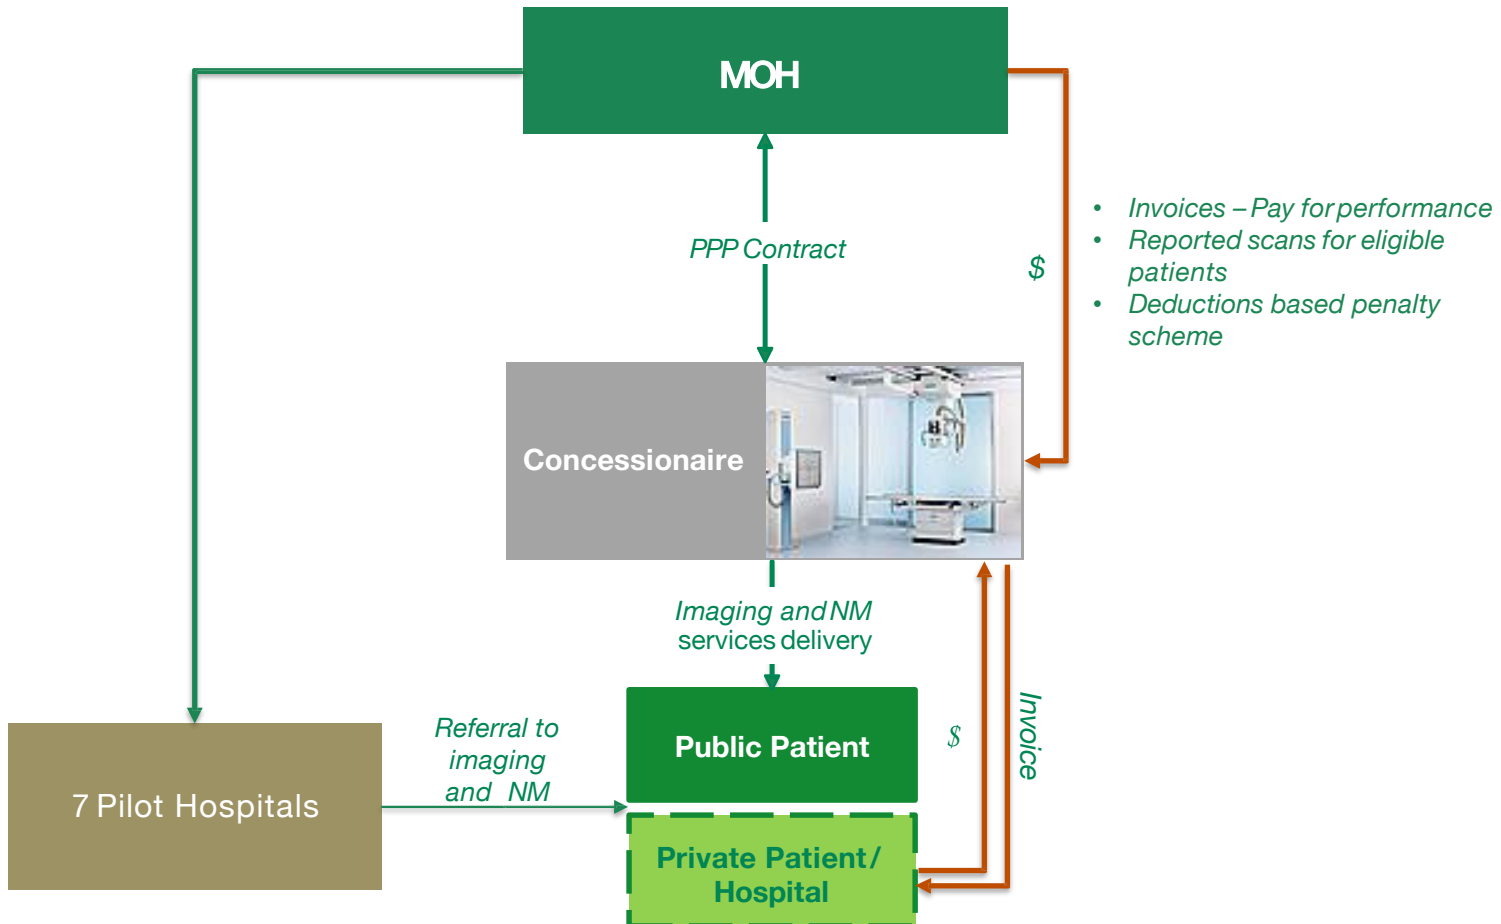 MOH
PPP Contract
$
• Invoices – Pay for performance
• Reported scans for eligible
patients
• Deductions based penalty
scheme
Concessionaire
Imaging and NM
services delivery
Referral to
imaging
and NM
Public Patient
$
Invoice
7 Pilot Hospitals
Private Patient /
Hospital